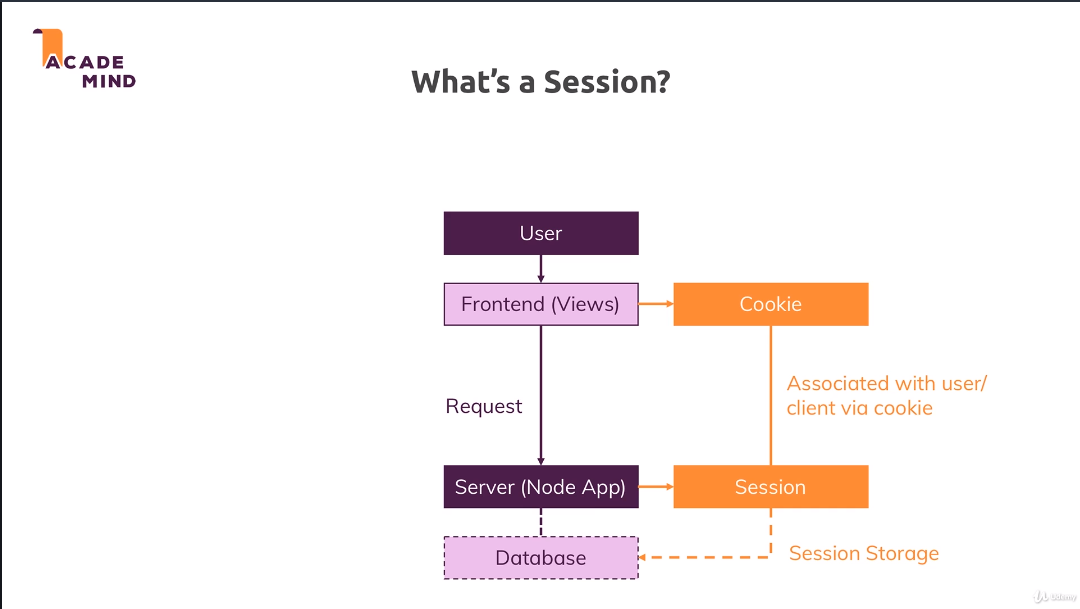 ACADE
MIND
What's a Session?
User
Frontend (Views)
Cookie
Associated with user/
client via cookie
Request
Server (Node App)
Session
Database
Session Storage
Udemy